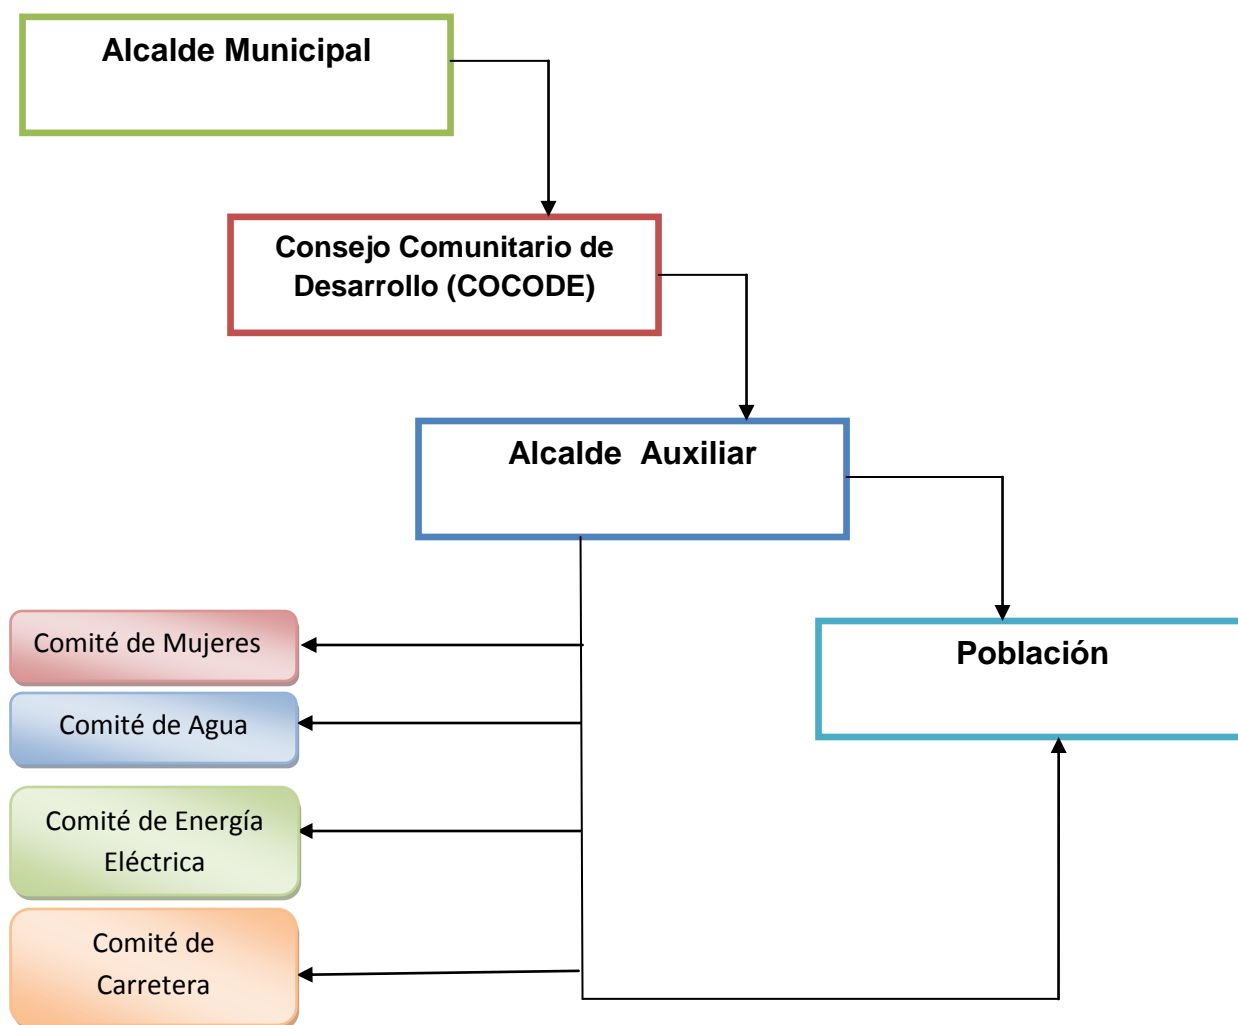 Alcalde Municipal
Consejo Comunitario de
Desarrollo (COCODE)
Alcalde Auxiliar
Comité de Mujeres
Población
Comité de Agua
Comité de Energía
Eléctrica
Comité de
Carretera